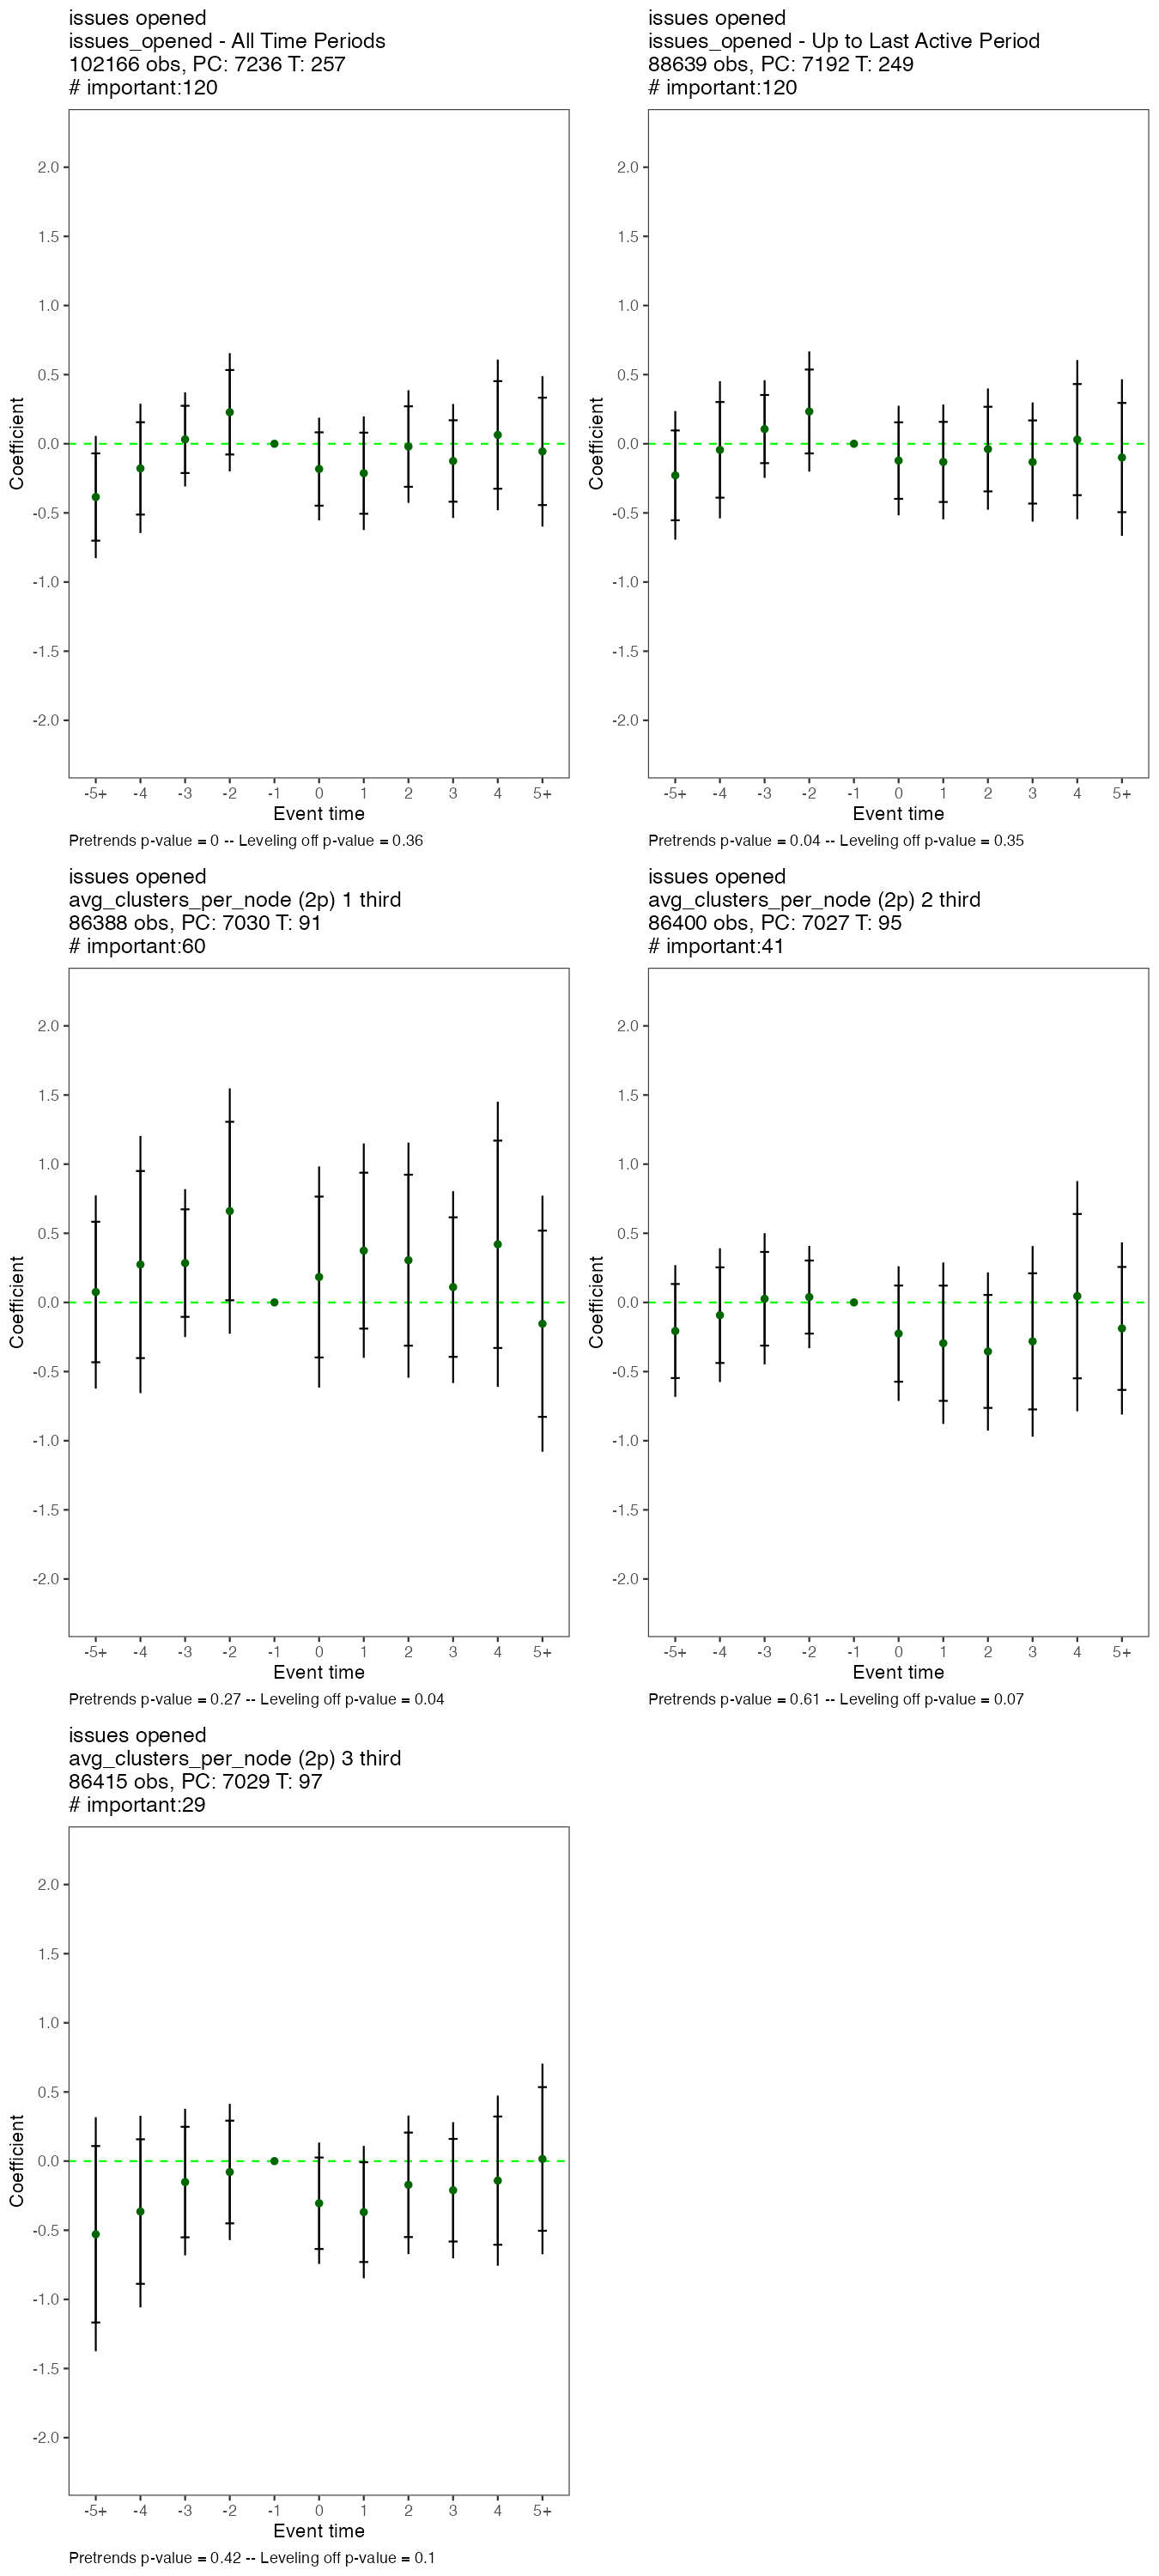 issues opened
issues_opened - All Time Periods
102166 obs, PC: 7236 T: 257
# important:120
2.0
1.5
1.0
0.5
0.0
-0.5
-1.0
-1.5
-2.0
Coefficient
-5+ -4 -3 -2 -1 0 1 2 3 4 5+
Event time
Pretrends p-value = 0 -- Leveling off p-value = 0.36
issues opened
issues_opened - Up to Last Active Period
88639 obs, PC: 7192 T: 249
# important:120
2.0
1.5
1.0
0.5
0.0
-0.5
-1.0
-1.5
-2.0
Coefficient
-5+ -4 -3 -2 -1 0 1 2 3 4 5+
Event time
Pretrends p-value = 0.04 -- Leveling off p-value = 0.35
issues opened
avg_clusters_per_node (2p) 1 third
86388 obs, PC: 7030 T: 91
# important:60
2.0
1.5
1.0
0.5
0.0
-0.5
-1.0
-1.5
-2.0
Coefficient
-5+ -4 -3 -2 -1 0 1 2 3 4 5+
Event time
Pretrends p-value = 0.27 -- Leveling off p-value = 0.04
issues opened
avg_clusters_per_node (2p) 2 third
86400 obs, PC: 7027 T: 95
# important:41
2.0
1.5
1.0
0.5
0.0
-0.5
-1.0
-1.5
-2.0
Coefficient
-5+ -4 -3 -2 -1 0 1 2 3 4 5+
Event time
Pretrends p-value = 0.61 -- Leveling off p-value = 0.07
issues opened
avg_clusters_per_node (2p) 3 third
86415 obs, PC: 7029 T: 97
# important:29
2.0
1.5
1.0
0.5
0.0
-0.5
-1.0
-1.5
-2.0
Coefficient
-5+ -4 -3 -2 -1 0 1 2 3 4 5+
Event time
Pretrends p-value = 0.42 -- Leveling off p-value = 0.1